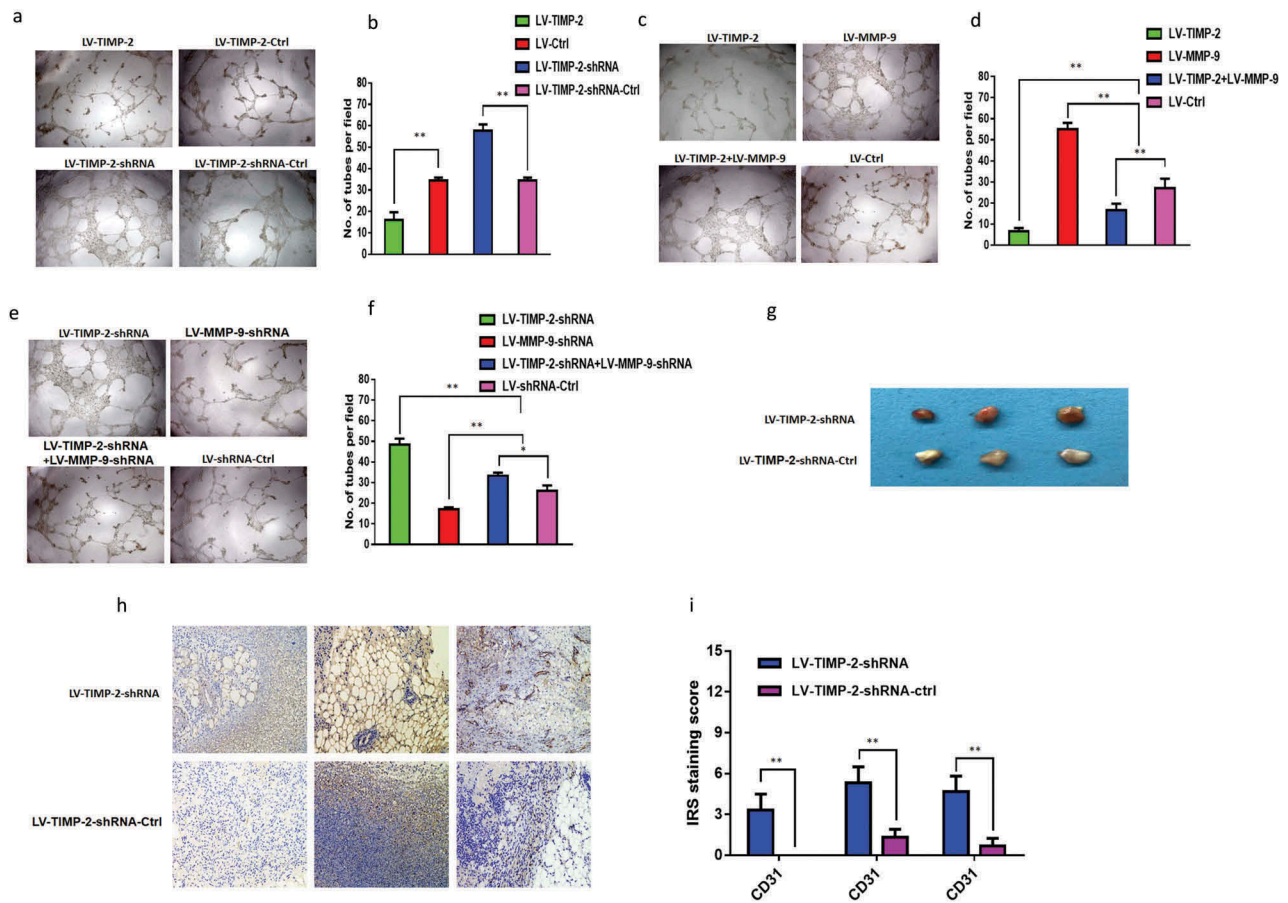 a
LV-TIMP-2
LV-TIMP-2-Ctrl
LV-TIMP-2-shRNA
LV-TIMP-2-shRNA-Ctrl
b
LV-TIMP-2
LV-Ctrl
LV-TIMP-2-shRNA
LV-TIMP-2-shRNA-Ctrl
No. of tubes per field
80
70
60
50
40
30
20
10
0
**
**
c
LV-TIMP-2
LV-MMP-9
LV-TIMP-2+LV-MMP-9
LV-Ctrl
d
LV-TIMP-2
LV-MMP-9
LV-TIMP-2+LV-MMP-9
LV-Ctrl
No. of tubes per field
80
70
60
50
40
30
20
10
0
**
**
**
e
LV-TIMP-2-shRNA
LV-MMP-9-shRNA
LV-TIMP-2-shRNA
+LV-MMP-9-shRNA
LV-shRNA-Ctrl
f
LV-TIMP-2-shRNA
LV-MMP-9-shRNA
LV-TIMP-2-shRNA+LV-MMP-9-shRNA
LV-shRNA-Ctrl
No. of tubes per field
80
70
60
50
40
30
20
10
0
**
**
*
g
LV-TIMP-2-shRNA
LV-TIMP-2-shRNA-Ctrl
h
LV-TIMP-2-shRNA
LV-TIMP-2-shRNA-Ctrl
i
LV-TIMP-2-shRNA
LV-TIMP-2-shRNA-ctrl
IRS staining score
15
12
9
6
3
0
**
**
**
CD31
CD31
CD31